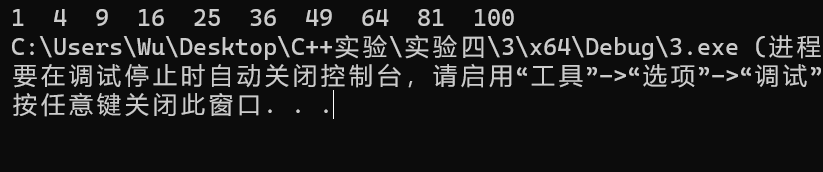 1  4  9  16  25  36  49  64  81  100
C:\Users\Wu\Desktop\C++实验\实验四\3\x64\Debug\3.exe (进程
要在调试停止时自动关闭控制台，请启用“工具”->“选项”->“调试”
按任意键关闭此窗口. . .